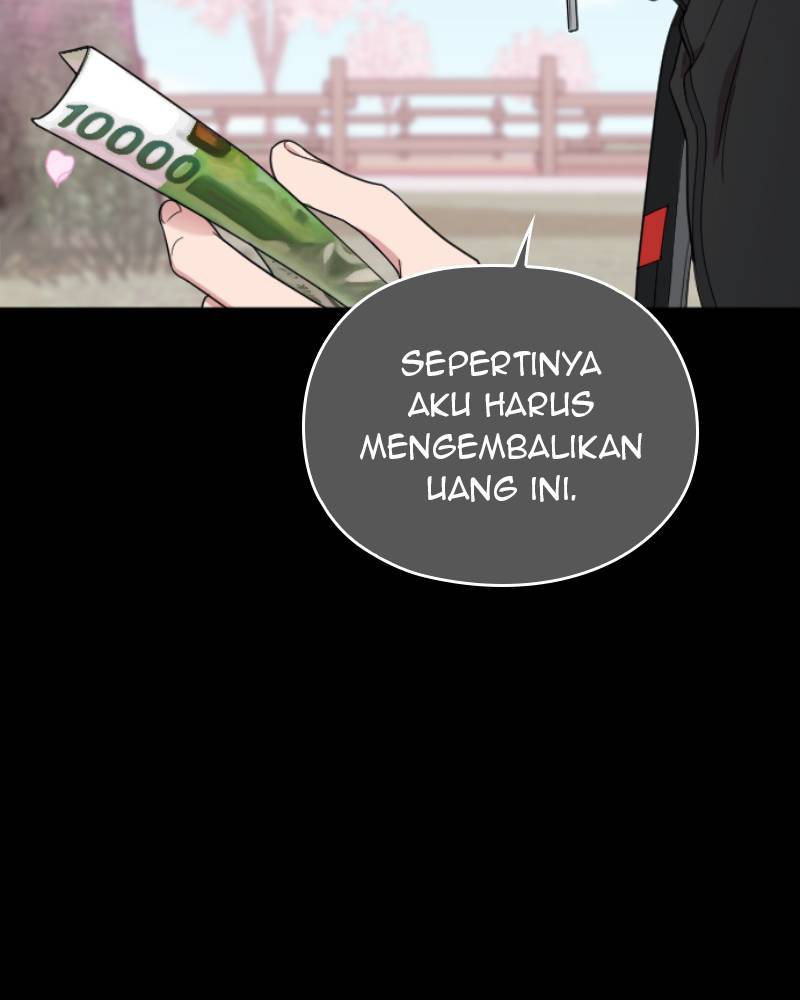 10000
SEPERTINYA
AKU HARUS
MENGEMBALIKAN
UANG INI.